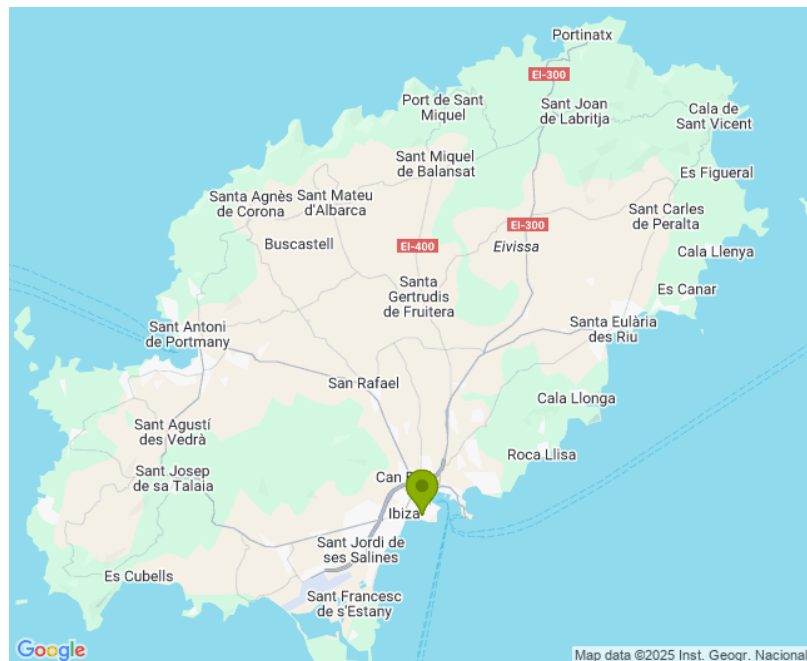 Portinatx
EI-300
Port de Sant
Miquel
Sant Joan
de Labritja
Cala de
Sant Vicent
Sant Miquel
de Balansat
Es Figueral
Santa Agnès
de Corona
Sant Mateu
d'Albarca
Sant Carles
de Peralta
EI-300
Buscastell
EI-400
Eivissa
Cala Llenya
Santa
Gertrudis
de Fruitera
Es Canar
Sant Antoni
de Portmany
Santa Eulària
des Riu
San Rafael
Cala Llonga
Sant Agustí
des Vedrà
Roca Llisa
Sant Josep
de sa Talaia
Can
Ibiza
Sant Jordi de
ses Salines
Es Cubells
Sant Francesc
de s'Estany
Google
Map data ©2025 Inst. Geogr. Nacional